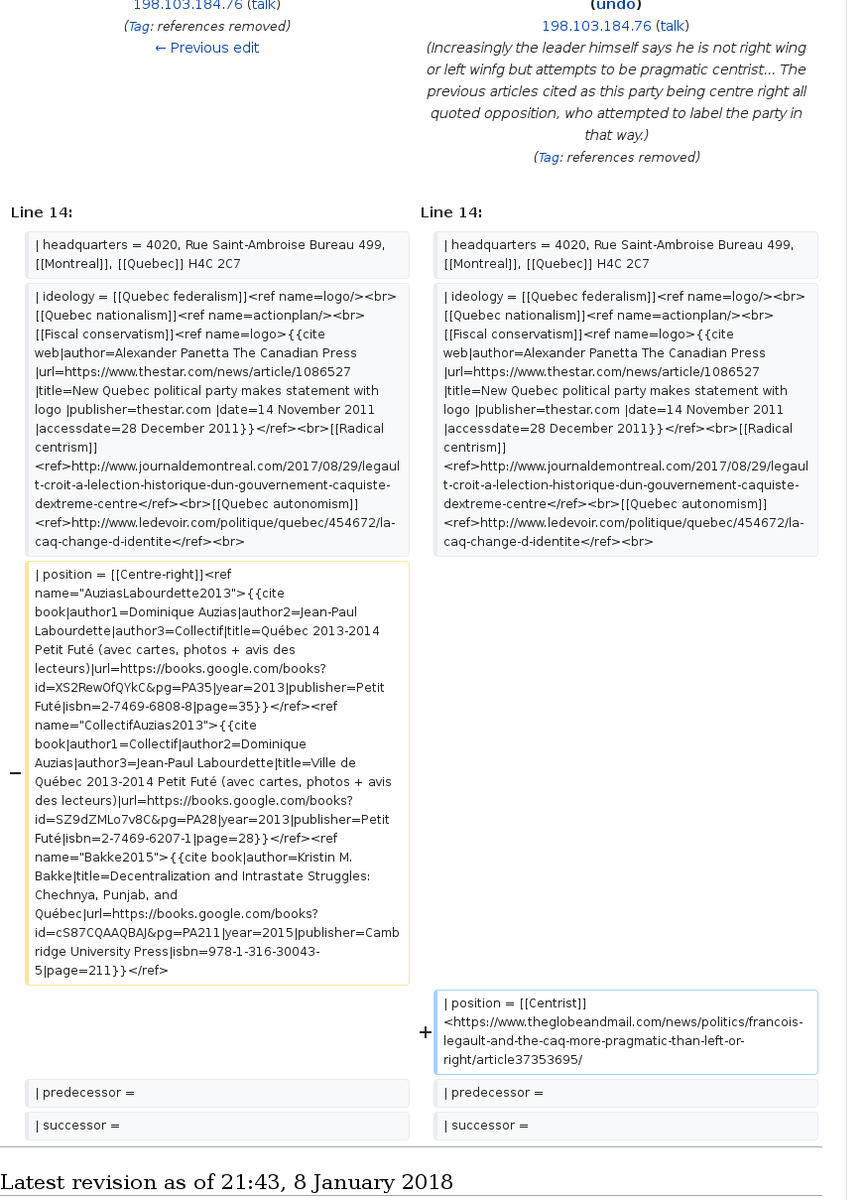 198.103.184.76 (talk)
(Tag: references removed)
← Previous edit
(undo)
198.103.184.76 (talk)
(Increasingly the leader himself says he is not right wing
or left winfg but attempts to be pragmatic centrist... The
previous articles cited as this party being centre right all
quoted opposition, who attempted to label the party in
that way.)
(Tag: references removed)
Line 14:
Line 14:
| headquarters = 4020, Rue Saint-Ambroise Bureau 499,
[[Montreal]], [[Quebec]] H4C 2C7
| headquarters = 4020, Rue Saint-Ambroise Bureau 499,
[[Montreal]], [[Quebec]] H4C 2C7
| ideology = [[Quebec federalism]]<ref name=logo/><br>
[[Quebec nationalism]]<ref name=actionplan/><br>
[[Fiscal conservatism]]<ref name=logo>{{cite
web|author=Alexander Panetta The Canadian Press
|url=https://www.thestar.com/news/article/1086527
|title=New Quebec political party makes statement with
logo |publisher=thestar.com |date=14 November 2011
|accessdate=28 December 2011}}</ref><br>[[Radical
centrism]]
<ref>http://www.journaldemontreal.com/2017/08/29/legaul
t-croit-a-lelection-historique-dun-gouvernement-caquiste-
dextreme-centre</ref><br>[[Quebec autonomism]]
<ref>http://www.ledevoir.com/politique/quebec/454672/la-
caq-change-d-identite</ref><br>
| ideology = [[Quebec federalism]]<ref name=logo/><br>
[[Quebec nationalism]]<ref name=actionplan/><br>
[[Fiscal conservatism]]<ref name=logo>{{cite
web|author=Alexander Panetta The Canadian Press
|url=https://www.thestar.com/news/article/1086527
|title=New Quebec political party makes statement with
logo |publisher=thestar.com |date=14 November 2011
|accessdate=28 December 2011}}</ref><br>[[Radical
centrism]]
<ref>http://www.journaldemontreal.com/2017/08/29/legaul
t-croit-a-lelection-historique-dun-gouvernement-caquiste-
dextreme-centre</ref><br>[[Quebec autonomism]]
<ref>http://www.ledevoir.com/politique/quebec/454672/la-
caq-change-d-identite</ref><br>
−
| position = [[Centre-right]]<ref
name="AuziasLabourdette2013">{{cite
book|author1=Dominique Auzias|author2=Jean-Paul
Labourdette|author3=Collectif|title=Québec 2013-2014
Petit Futé (avec cartes, photos + avis des
lecteurs)|url=https://books.google.com/books?
id=XS2RewOfQYkC&pg=PA35|year=2013|publisher=Petit
Futé|isbn=2-7469-6808-8|page=35}}</ref><ref
name="CollectifAuzias2013">{{cite
book|author1=Collectif|author2=Dominique
Auzias|author3=Jean-Paul Labourdette|title=Ville de
Québec 2013-2014 Petit Futé (avec cartes, photos + avis
des lecteurs)|url=https://books.google.com/books?
id=SZ9dZMLo7v8C&pg=PA28|year=2013|publisher=Petit
Futé|isbn=2-7469-6207-1|page=28}}</ref><ref
name="Bakke2015">{{cite book|author=Kristin M.
Bakke|title=Decentralization and Intrastate Struggles:
Chechnya, Punjab, and
Québec|url=https://books.google.com/books?
id=cS87CQAAQBAJ&pg=PA211|year=2015|publisher=Camb
ridge University Press|isbn=978-1-316-30043-
5|page=211}}</ref>
+
| position = [[Centrist]]
<https://www.theglobeandmail.com/news/politics/francois-
legault-and-the-caq-more-pragmatic-than-left-or-
right/article37353695/
| predecessor =
| predecessor =
| successor =
| successor =
Latest revision as of 21:43, 8 January 2018